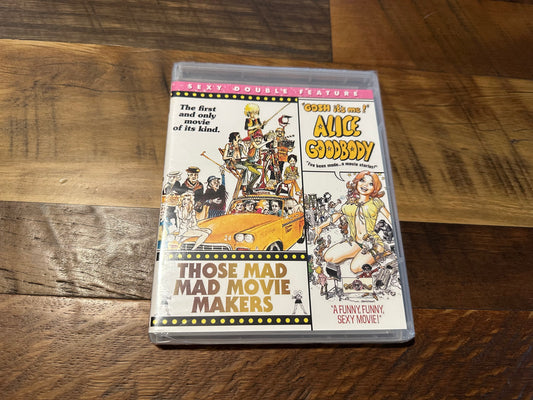 SEXY DOUBLE FEATURE
The first
and only
movie
of its kind.
THOSE MAD
MAD MOVIE
MAKERS
"GOSH it's me!"
ALICE
GOODBODY
"I've been made...a movie starlet!"
"A FUNNY, FUNNY,
SEXY MOVIE!"